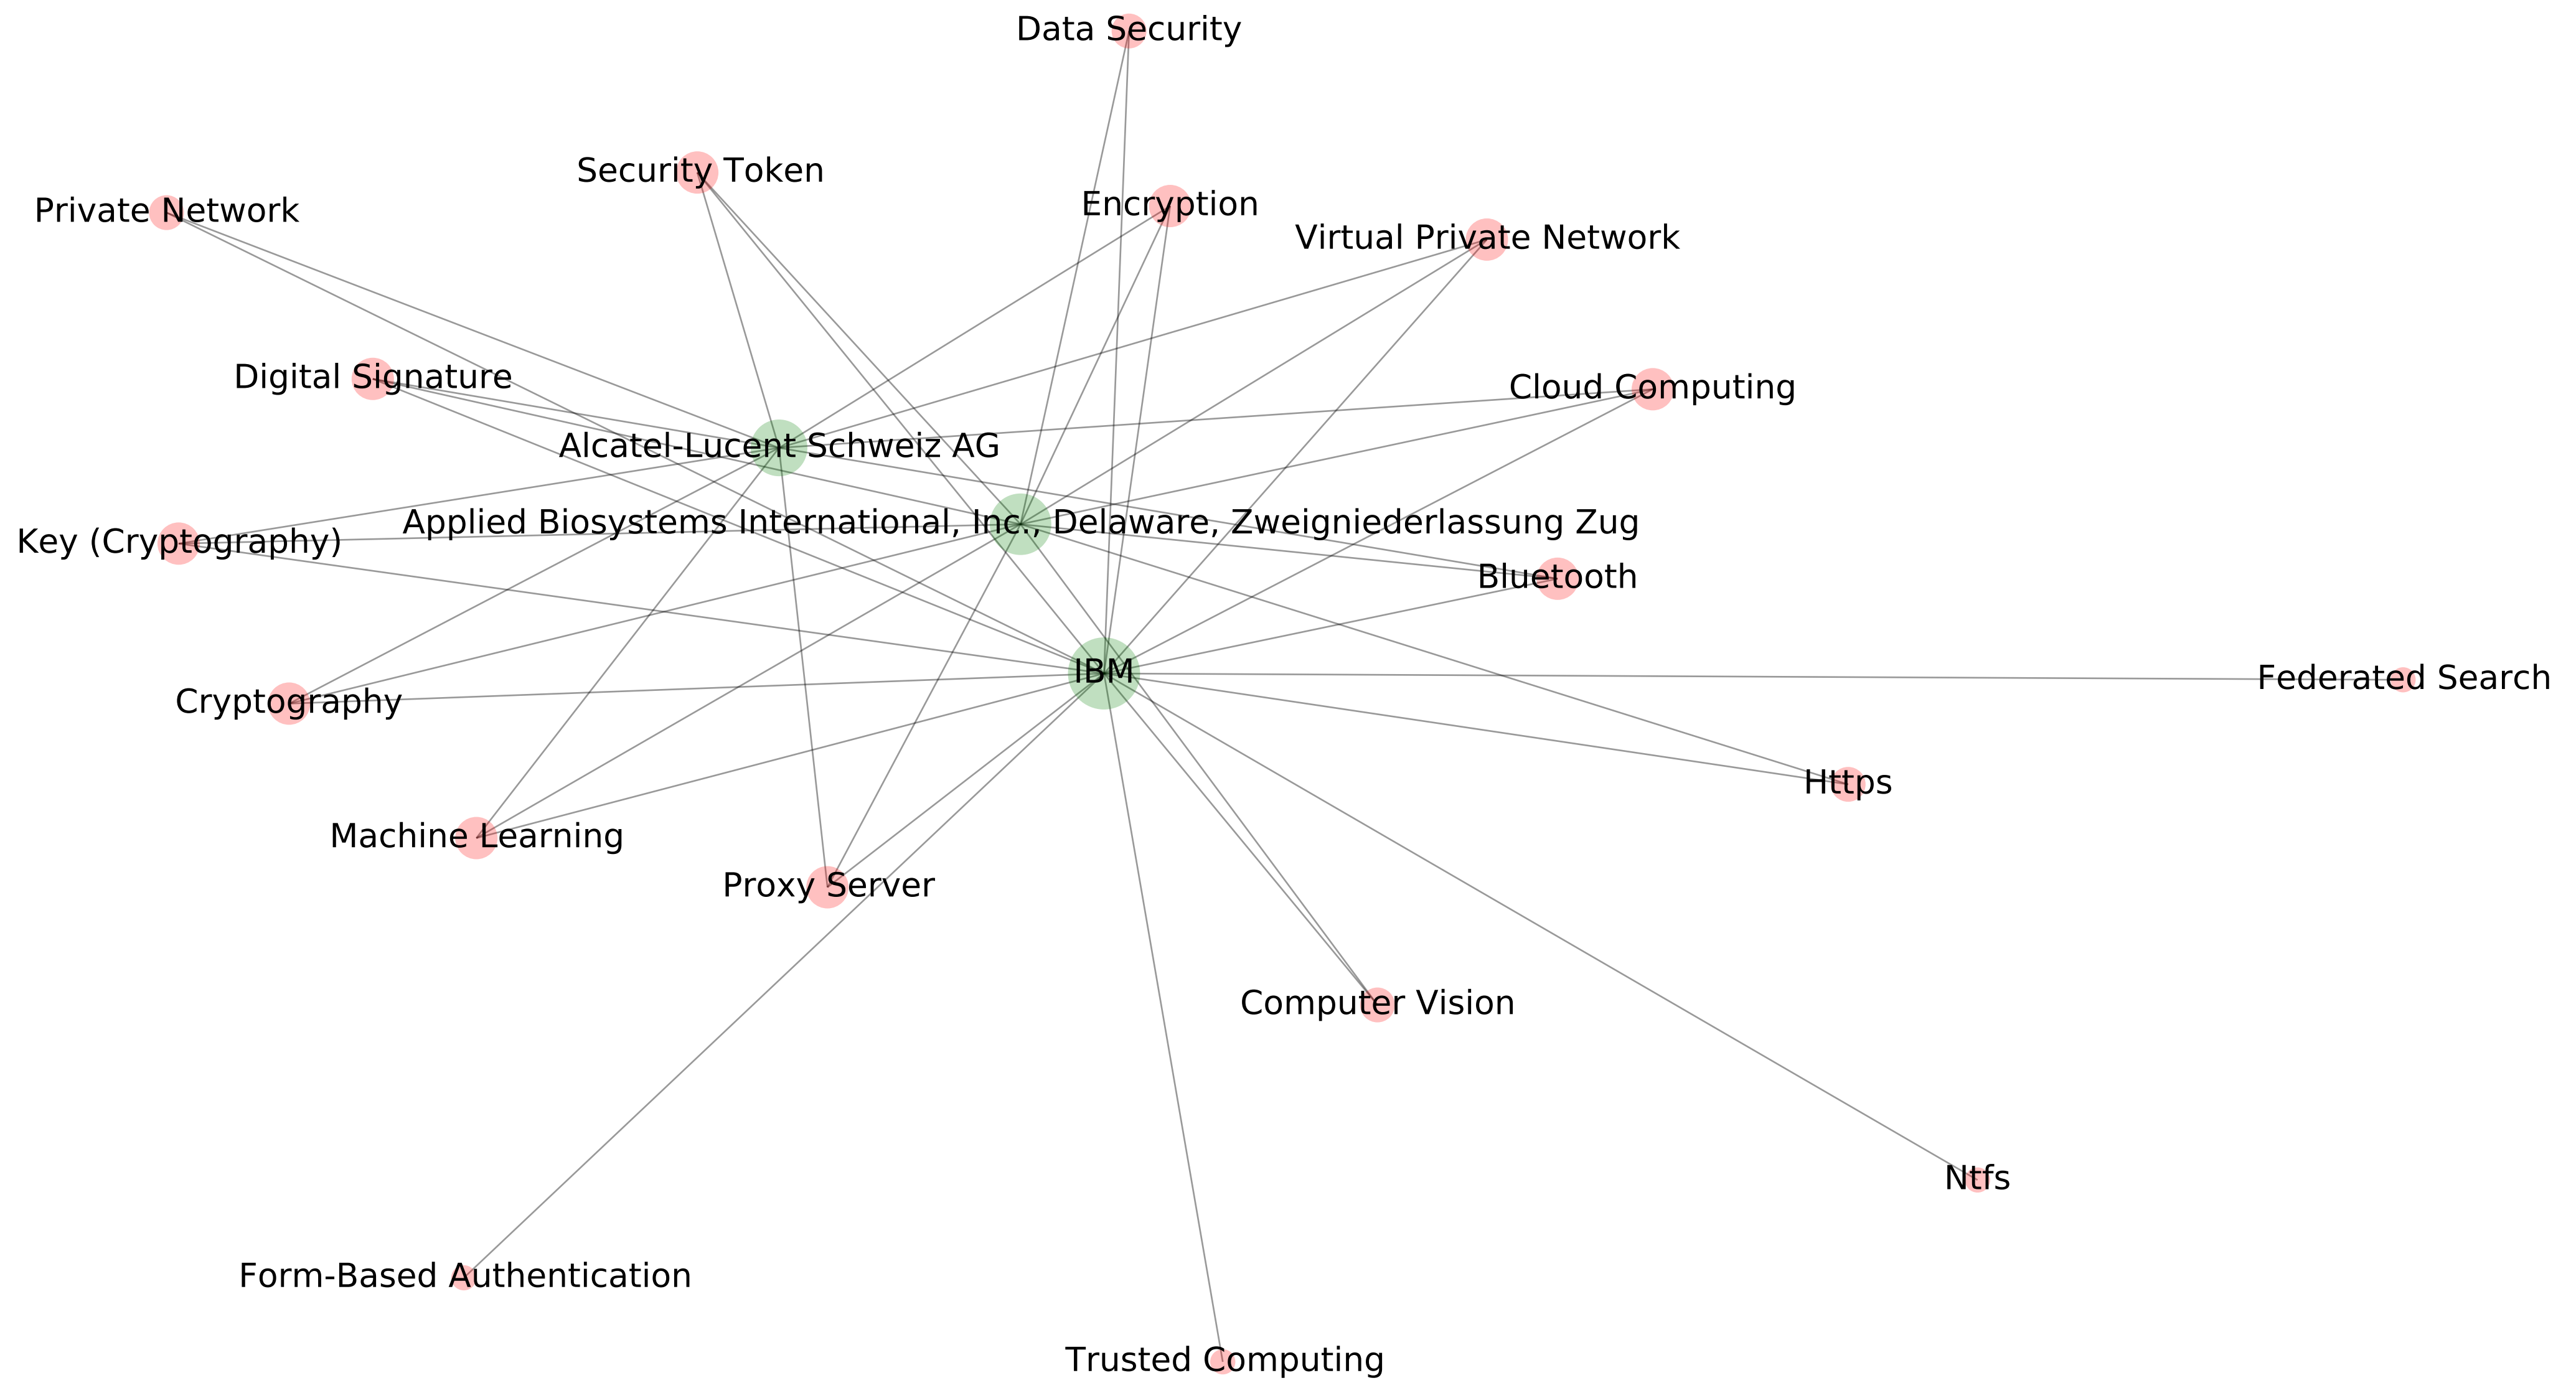 Data Security
Security Token
Encryption
Private Network
Virtual Private Network
Digital Signature
Cloud Computing
Alcatel-Lucent Schweiz AG
Applied Biosystems International, Inc., Delaware, Zweigniederlassung Zug
Key (Cryptography)
Bluetooth
IBM
Federated Search
Cryptography
Https
Machine Learning
Proxy Server
Computer Vision
Ntfs
Form-Based Authentication
Trusted Computing